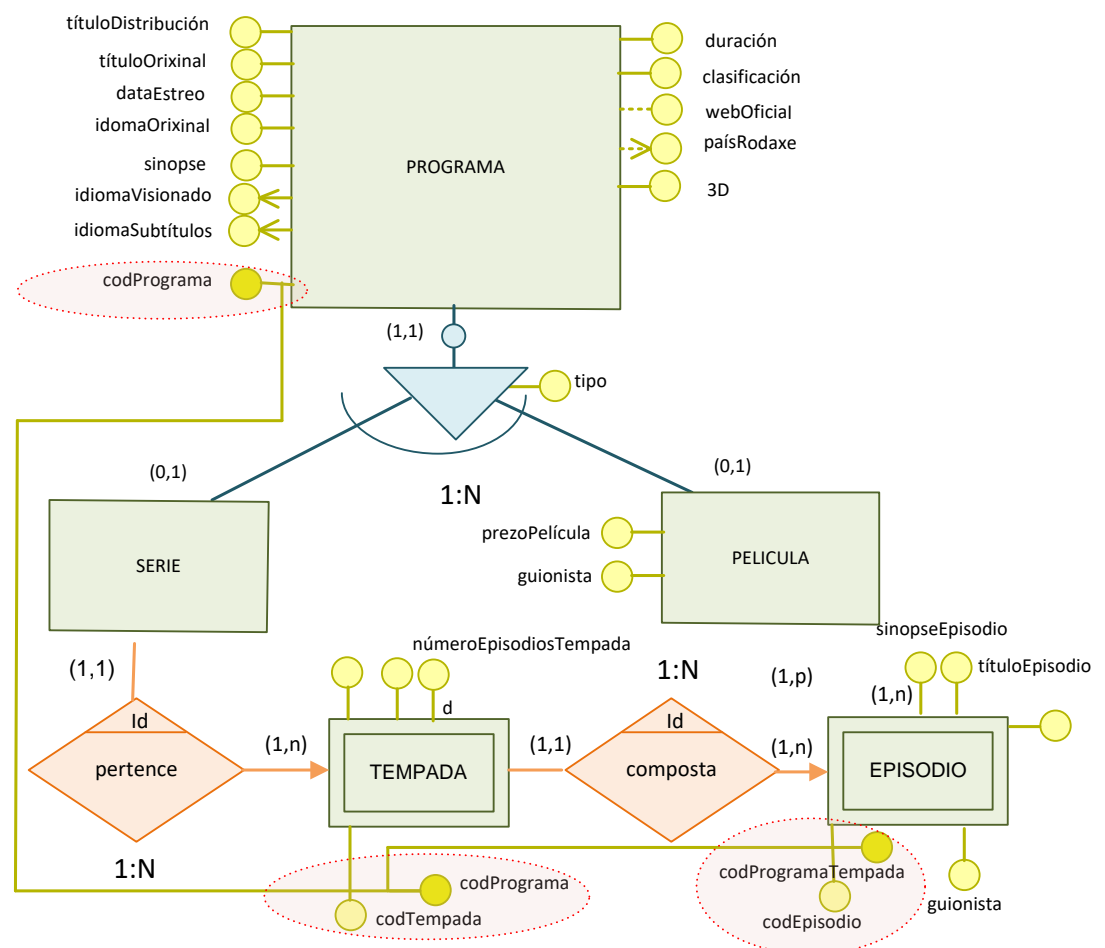 títuloDistribución
títuloOrixinal
dataEstreo
idomaOrixinal
sinopse
idiomaVisionado
idiomaSubtítulos
codPrograma
PROGRAMA
duración
clasificación
webOficial
paísRodaxe
3D
(1,1)
tipo
(0,1)
1:N
(0,1)
SERIE
prezoPelícula
guionista
PELICULA
(1,1)
númeroEpisodiosTempada
1:N
sinopseEpisodio
títuloEpisodio
(1,p)
(1,n)
Id
pertence
(1,n)
d
TEMPADA
(1,1)
Id
composta
(1,n)
EPISODIO
1:N
codPrograma
codTempada
codProgramaTempada
codEpisodio
guionista